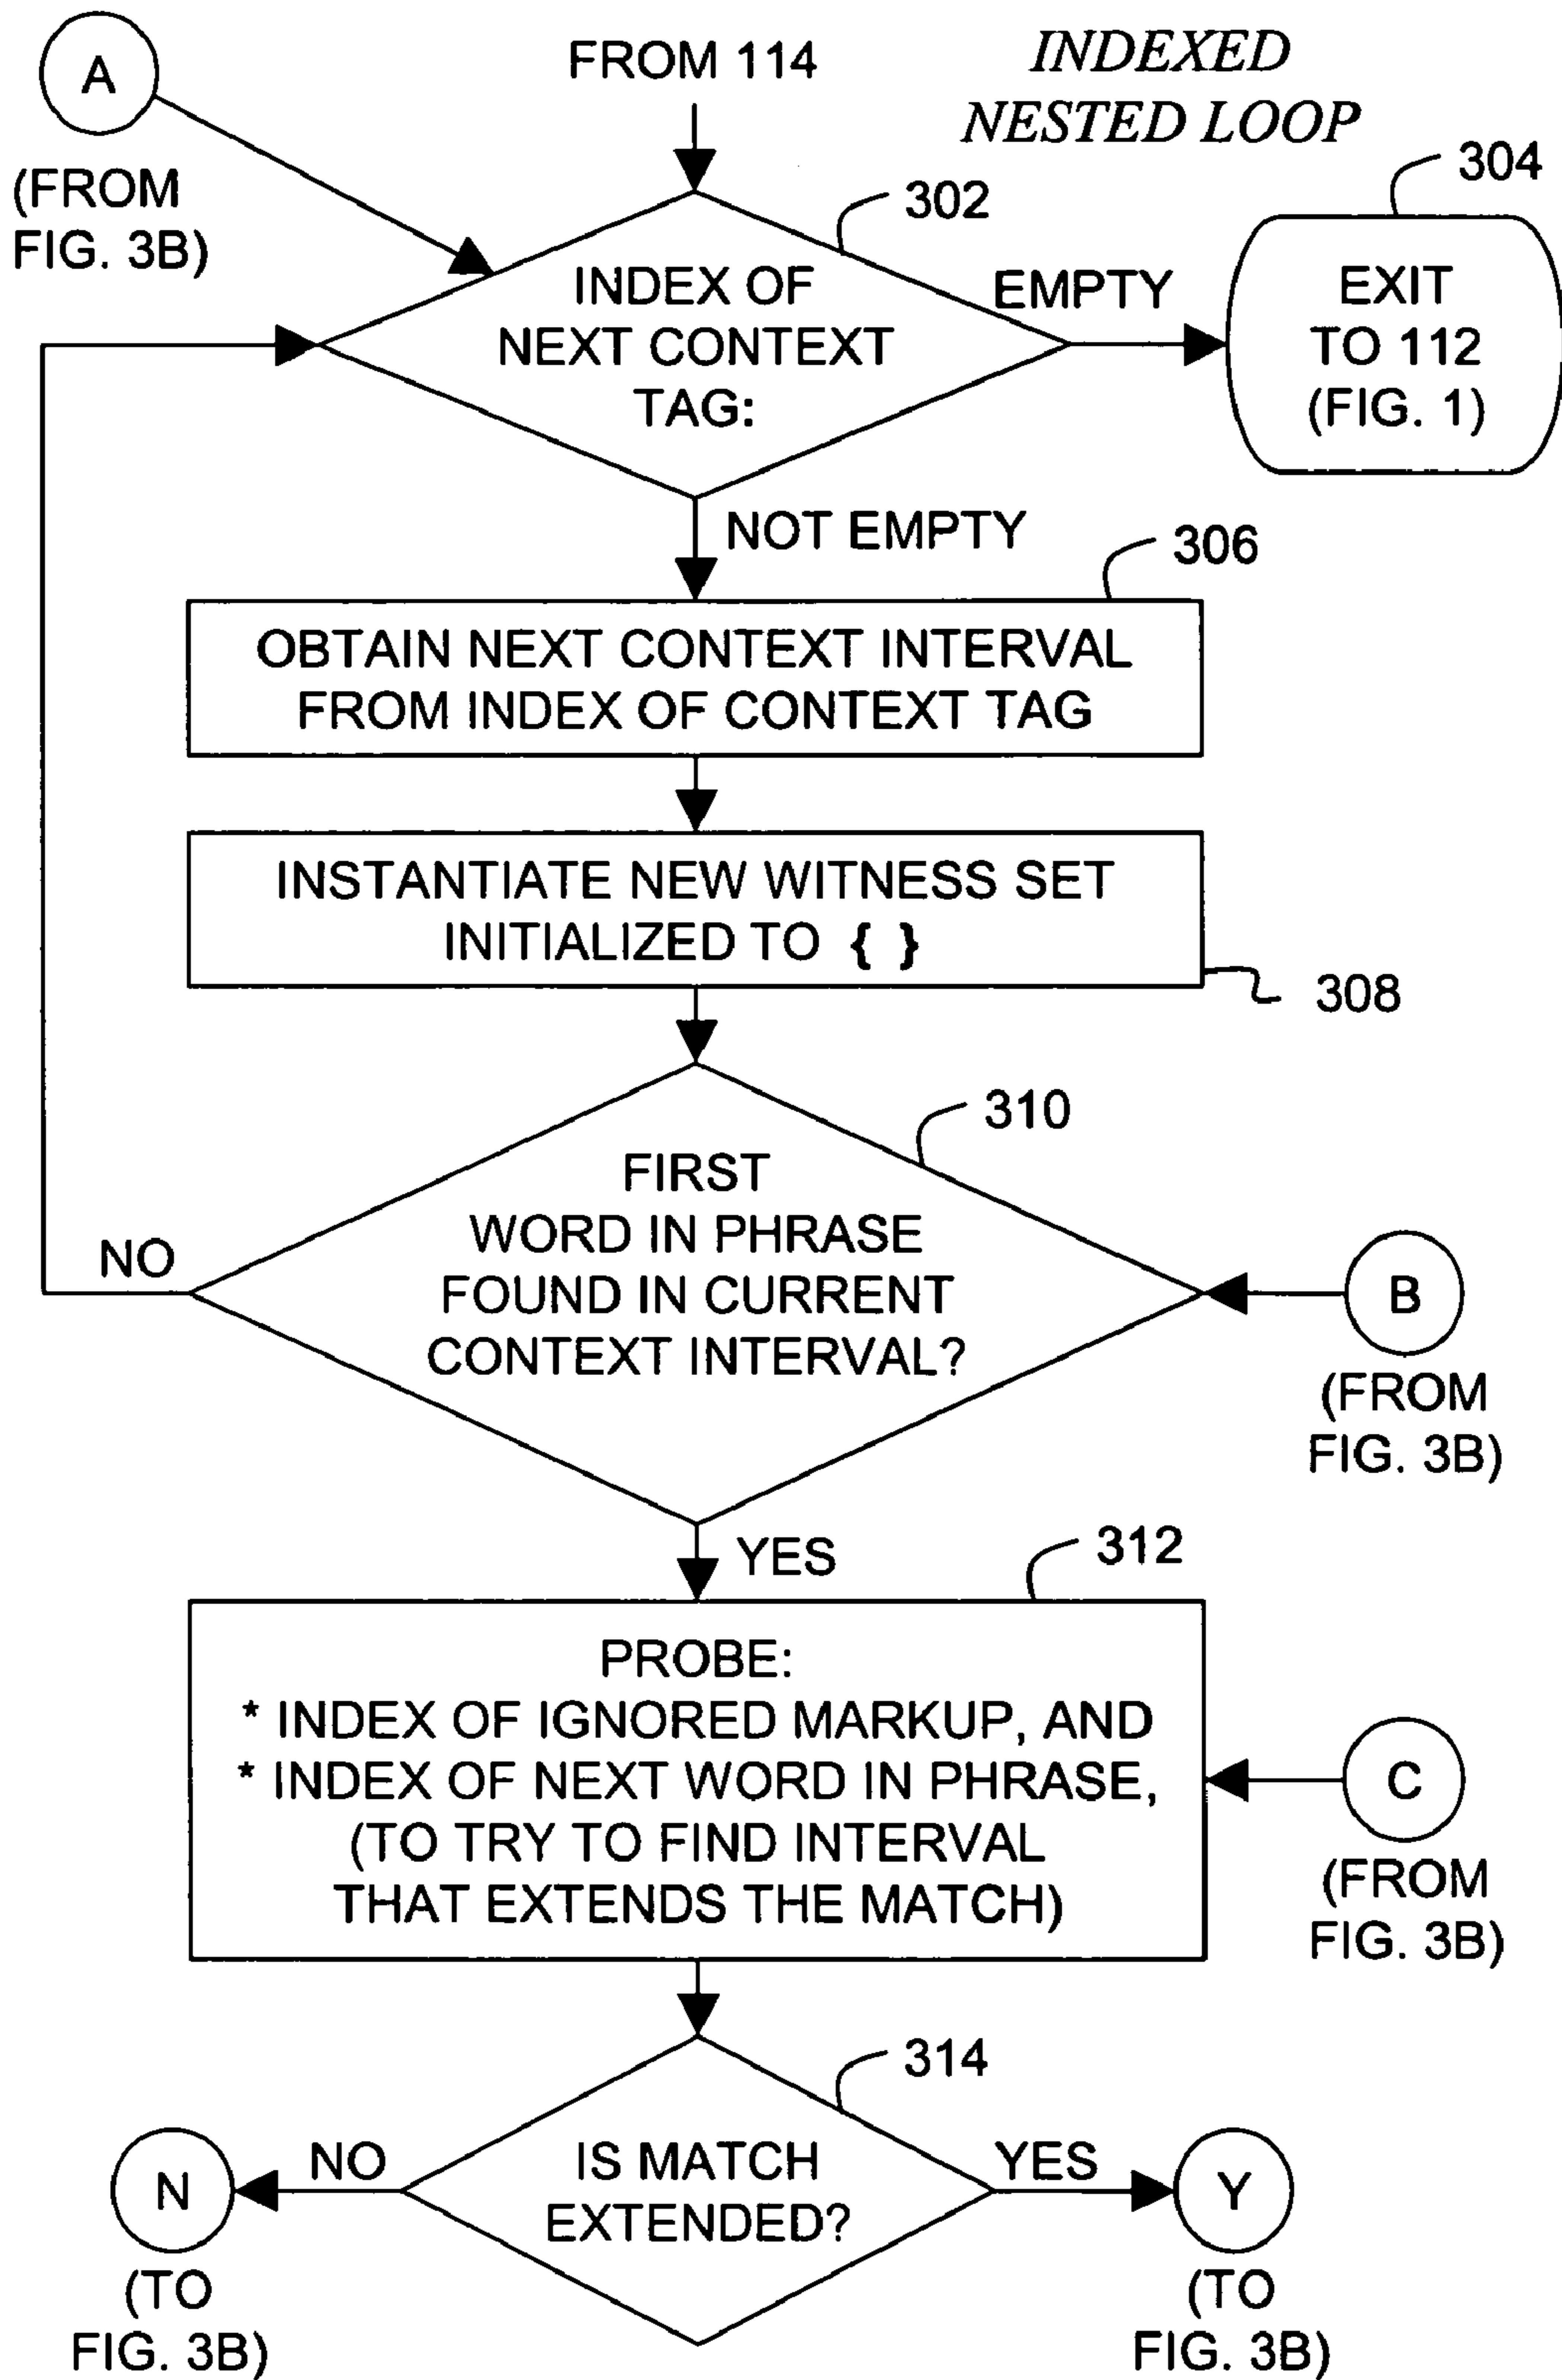 A
FROM 114
INDEXED
NESTED LOOP
(FROM
FIG. 3B)
302
304
INDEX OF
NEXT CONTEXT
TAG:
EMPTY
EXIT
TO 112
(FIG. 1)
NOT EMPTY
306
OBTAIN NEXT CONTEXT INTERVAL
FROM INDEX OF CONTEXT TAG
INSTANTIATE NEW WITNESS SET
INITIALIZED TO { }
308
310
FIRST
WORD IN PHRASE
FOUND IN CURRENT
CONTEXT INTERVAL?
NO
B
(FROM
FIG. 3B)
YES
312
PROBE:
* INDEX OF IGNORED MARKUP, AND
* INDEX OF NEXT WORD IN PHRASE,
(TO TRY TO FIND INTERVAL
THAT EXTENDS THE MATCH)
C
(FROM
FIG. 3B)
314
IS MATCH
EXTENDED?
NO
N
(TO
FIG. 3B)
YES
Y
(TO
FIG. 3B)